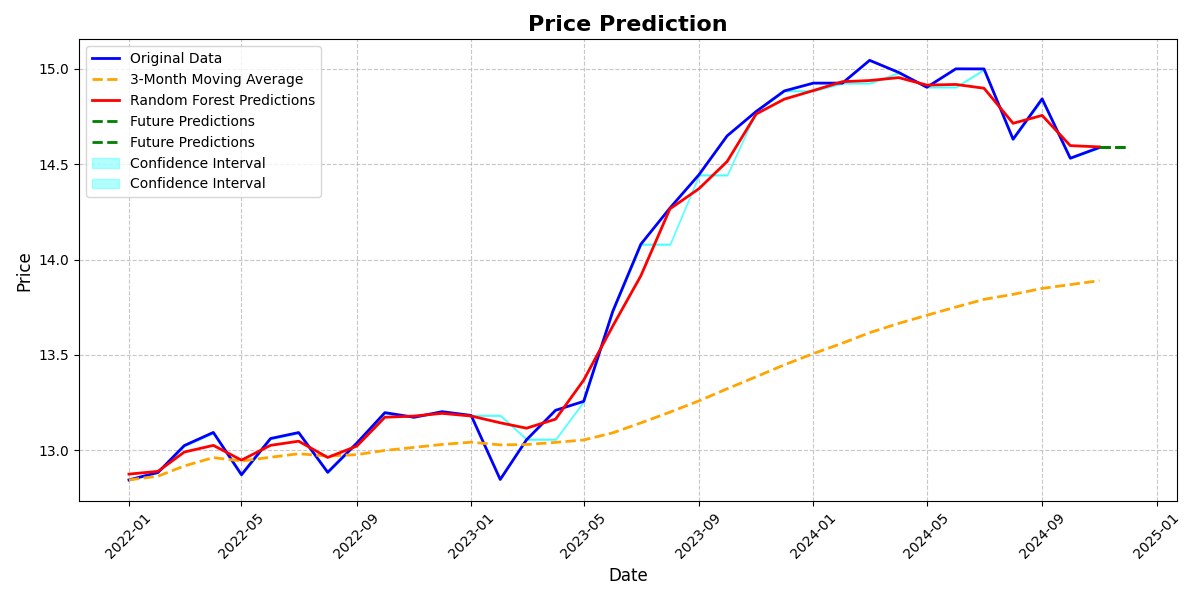 Price Prediction
Original Data
3-Month Moving Average
Random Forest Predictions
Future Predictions
Future Predictions
Confidence Interval
Confidence Interval
Price
15.0
14.5
14.0
13.5
13.0
2022-01
2022-05
2022-09
2023-01
2023-05
2023-09
2024-01
2024-05
2024-09
2025-01
Date